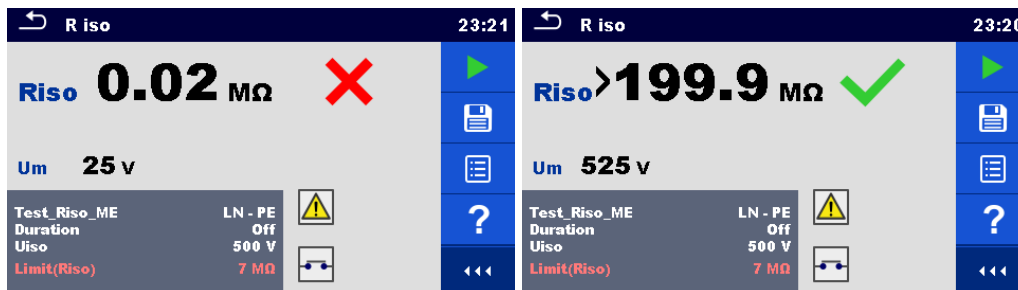 R iso 23:21
Riso 0.02 MΩ
Um 25 V
Test_Riso_ME LN - PE
Duration Off
Uiso 500 V
Limit(Riso) 7 MΩ
?
R iso 23:20
Riso >199.9 MΩ
Um 525 V
Test_Riso_ME LN - PE
Duration Off
Uiso 500 V
Limit(Riso) 7 MΩ
?